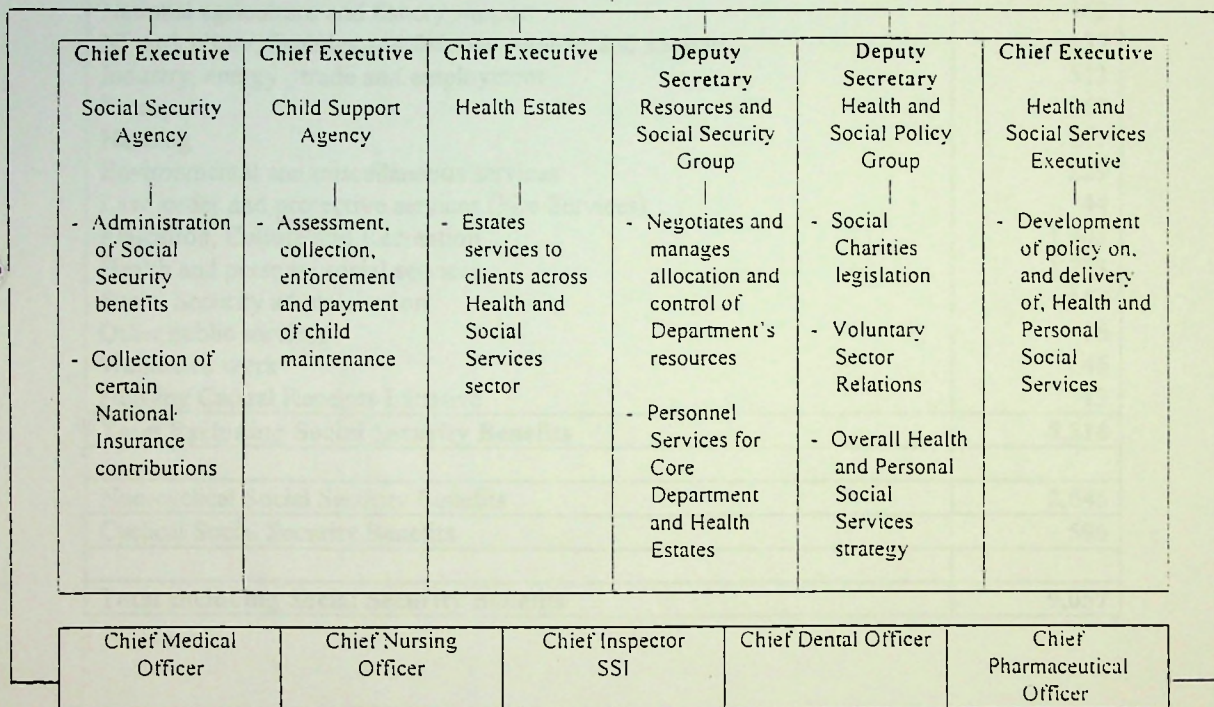 Chief Executive
Social Security
Agency
- Administration
of Social
Security
benefits
- Collection of
certain
National
Insurance
contributions
Chief Executive
Child Support
Agency
- Assessment,
collection,
enforcement
and payment
of child
maintenance
Chief Executive
Health Estates
- Estates
services to
clients across
Health and
Social
Services
sector
Deputy
Secretary
Resources and
Social Security
Group
- Negotiates and
manages
allocation and
control of
Department's
resources
- Personnel
Services for
Core
Department
and Health
Estates
Deputy
Secretary
Health and
Social Policy
Group
- Social
Charities
legislation
- Voluntary
Sector
Relations
- Overall Health
and Personal
Social
Services
strategy
Chief Executive
Health and
Social Services
Executive
- Development
of policy on,
and delivery
of, Health and
Personal
Social
Services
Chief Medical
Officer
Chief Nursing
Officer
Chief Inspector
SSI
Chief Dental Officer
Chief
Pharmaceutical
Officer